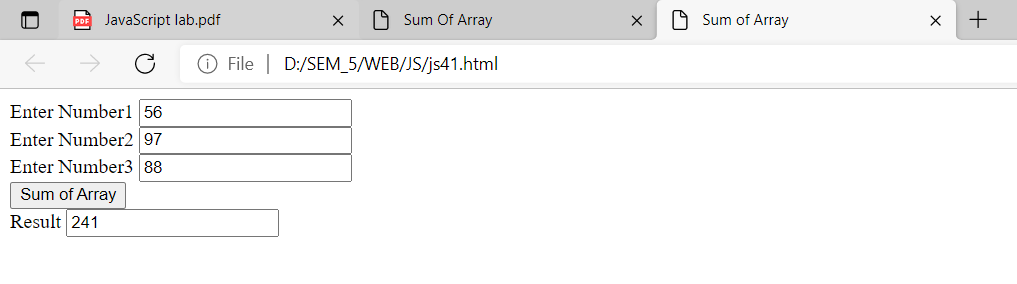 JavaScript lab.pdf
Sum Of Array
Sum of Array
File
D:/SEM_5/WEB/JS/js41.html
Enter Number1 56
Enter Number2 97
Enter Number3 88
Sum of Array
Result 241